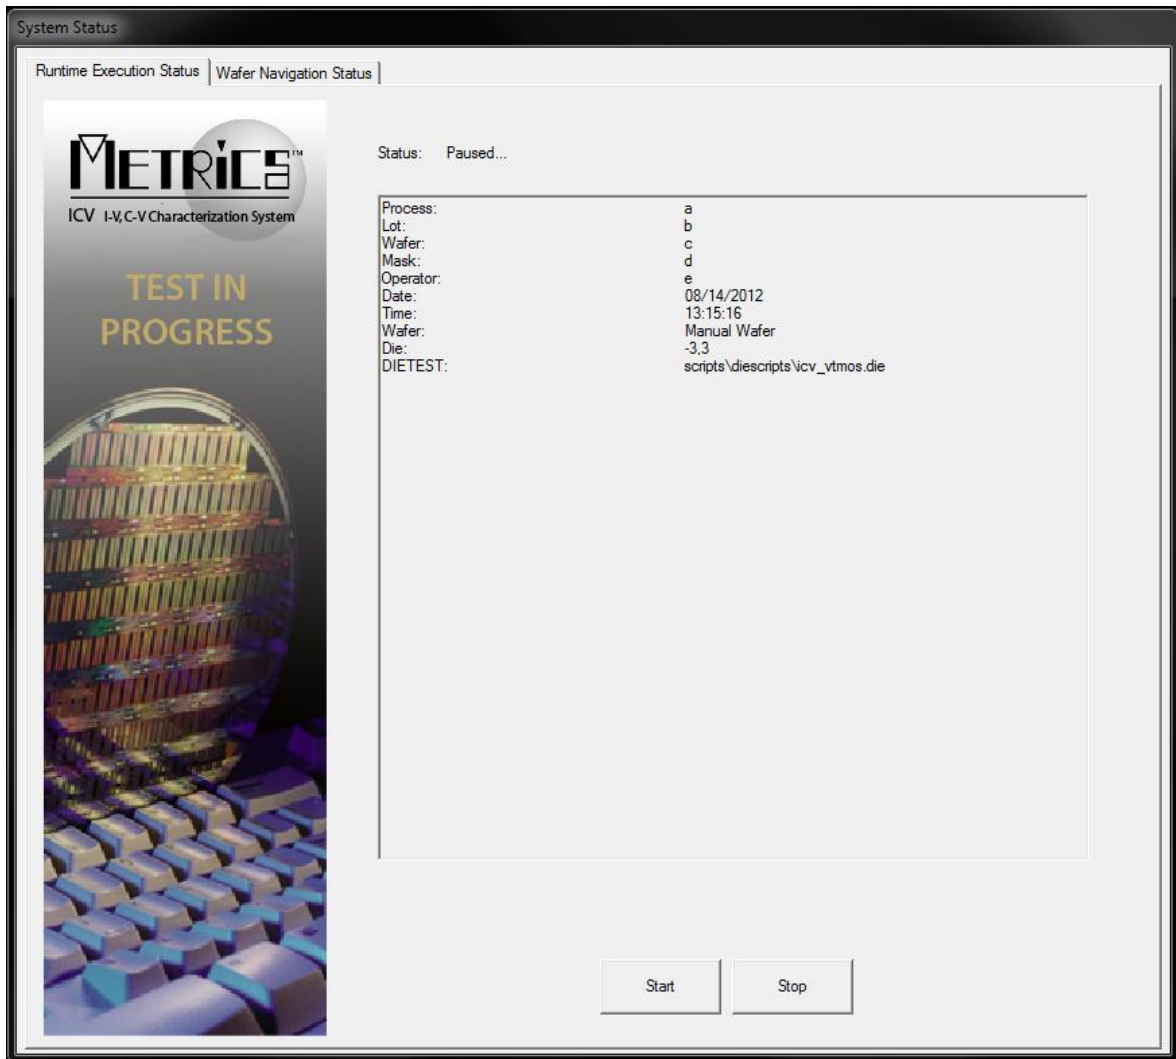 System Status
Runtime Execution Status Wafer Navigation Status
METRICS™
ICV I-V, C-V Characterization System
TEST IN
PROGRESS
Status: Paused...
Process: a
Lot: b
Wafer: c
Mask: d
Operator: e
Date: 08/14/2012
Time: 13:15:16
Wafer: Manual Wafer
Die: -3,3
DIETEST: scripts\diescripts\icv_vtmos.die
Start Stop